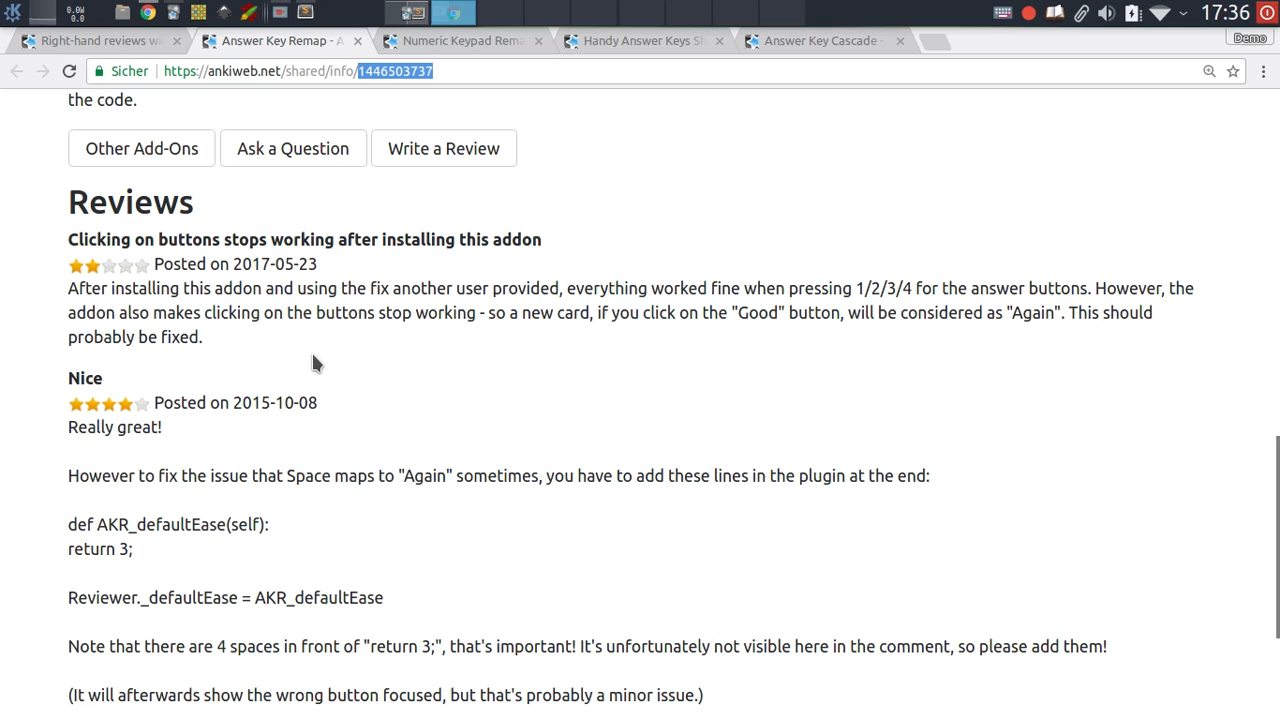 0.0W
0.0
17:36
Right-hand reviews wi
Answer Key Remap - A
Numeric Keypad Rema
Handy Answer Keys Sh
Answer Key Cascade -
Demo
Sicher
https://ankiweb.net/shared/info/1446503737
the code.
Other Add-Ons
Ask a Question
Write a Review
Reviews
Clicking on buttons stops working after installing this addon
Posted on 2017-05-23
After installing this addon and using the fix another user provided, everything worked fine when pressing 1/2/3/4 for the answer buttons. However, the
addon also makes clicking on the buttons stop working - so a new card, if you click on the "Good" button, will be considered as "Again". This should
probably be fixed.
Nice
Posted on 2015-10-08
Really great!
However to fix the issue that Space maps to "Again" sometimes, you have to add these lines in the plugin at the end:
def AKR_defaultEase(self):
return 3;
Reviewer._defaultEase = AKR_defaultEase
Note that there are 4 spaces in front of "return 3;", that's important! It's unfortunately not visible here in the comment, so please add them!
(It will afterwards show the wrong button focused, but that's probably a minor issue.)